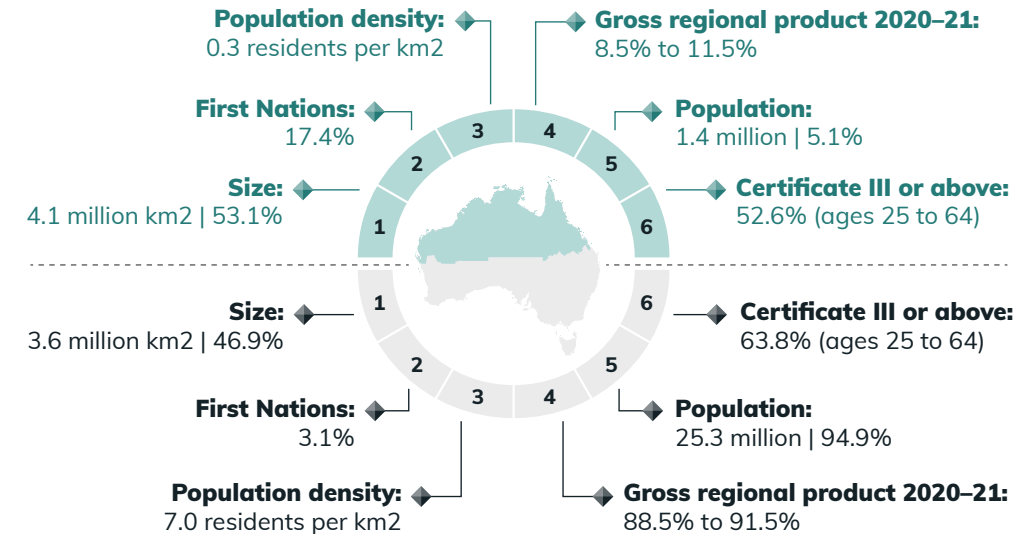 Population density:
0.3 residents per km2
Gross regional product 2020–21:
8.5% to 11.5%
First Nations:
17.4%
Population:
1.4 million | 5.1%
Size:
4.1 million km2 | 53.1%
Certificate III or above:
52.6% (ages 25 to 64)
1
2
3
4
5
6
1
2
3
4
5
6
Size:
3.6 million km2 | 46.9%
Certificate III or above:
63.8% (ages 25 to 64)
First Nations:
3.1%
Population:
25.3 million | 94.9%
Population density:
7.0 residents per km2
Gross regional product 2020–21:
88.5% to 91.5%